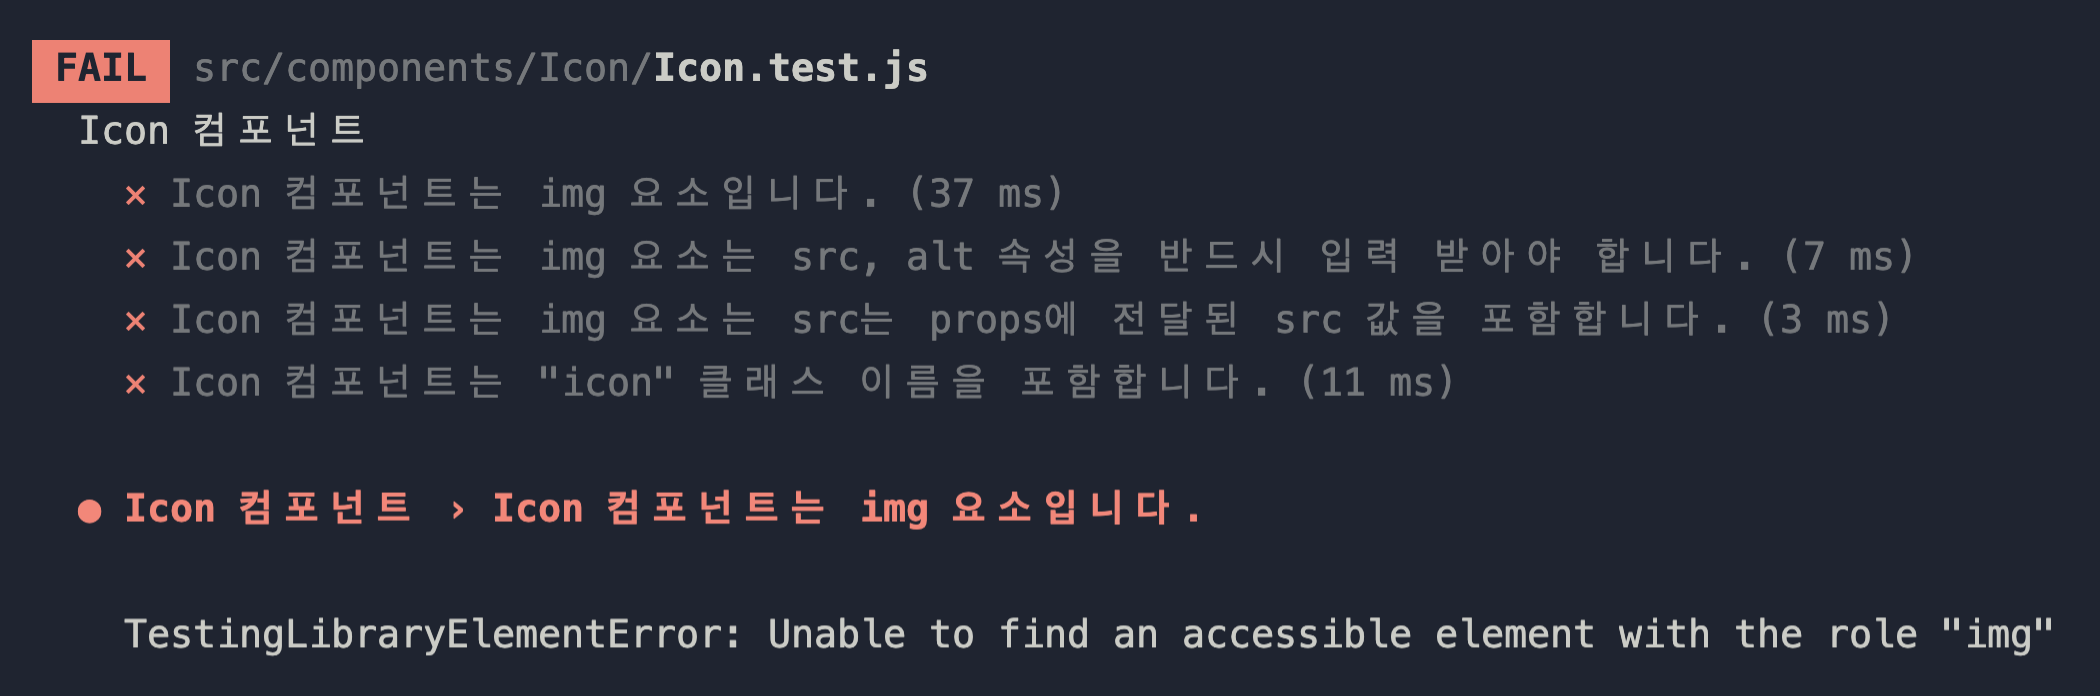 FAIL src/components/Icon/Icon.test.js
Icon 컴포넌트
× Icon 컴포넌트는 img 요소입니다. (37 ms)
× Icon 컴포넌트는 img 요소는 src, alt 속성을 반드시 입력 받아야 합니다. (7 ms)
× Icon 컴포넌트는 img 요소는 src는 props에 전달된 src 값을 포함합니다. (3 ms)
× Icon 컴포넌트는 "icon" 클래스 이름을 포함합니다. (11 ms)
● Icon 컴포넌트 › Icon 컴포넌트는 img 요소입니다.
TestingLibraryElementError: Unable to find an accessible element with the role "img"